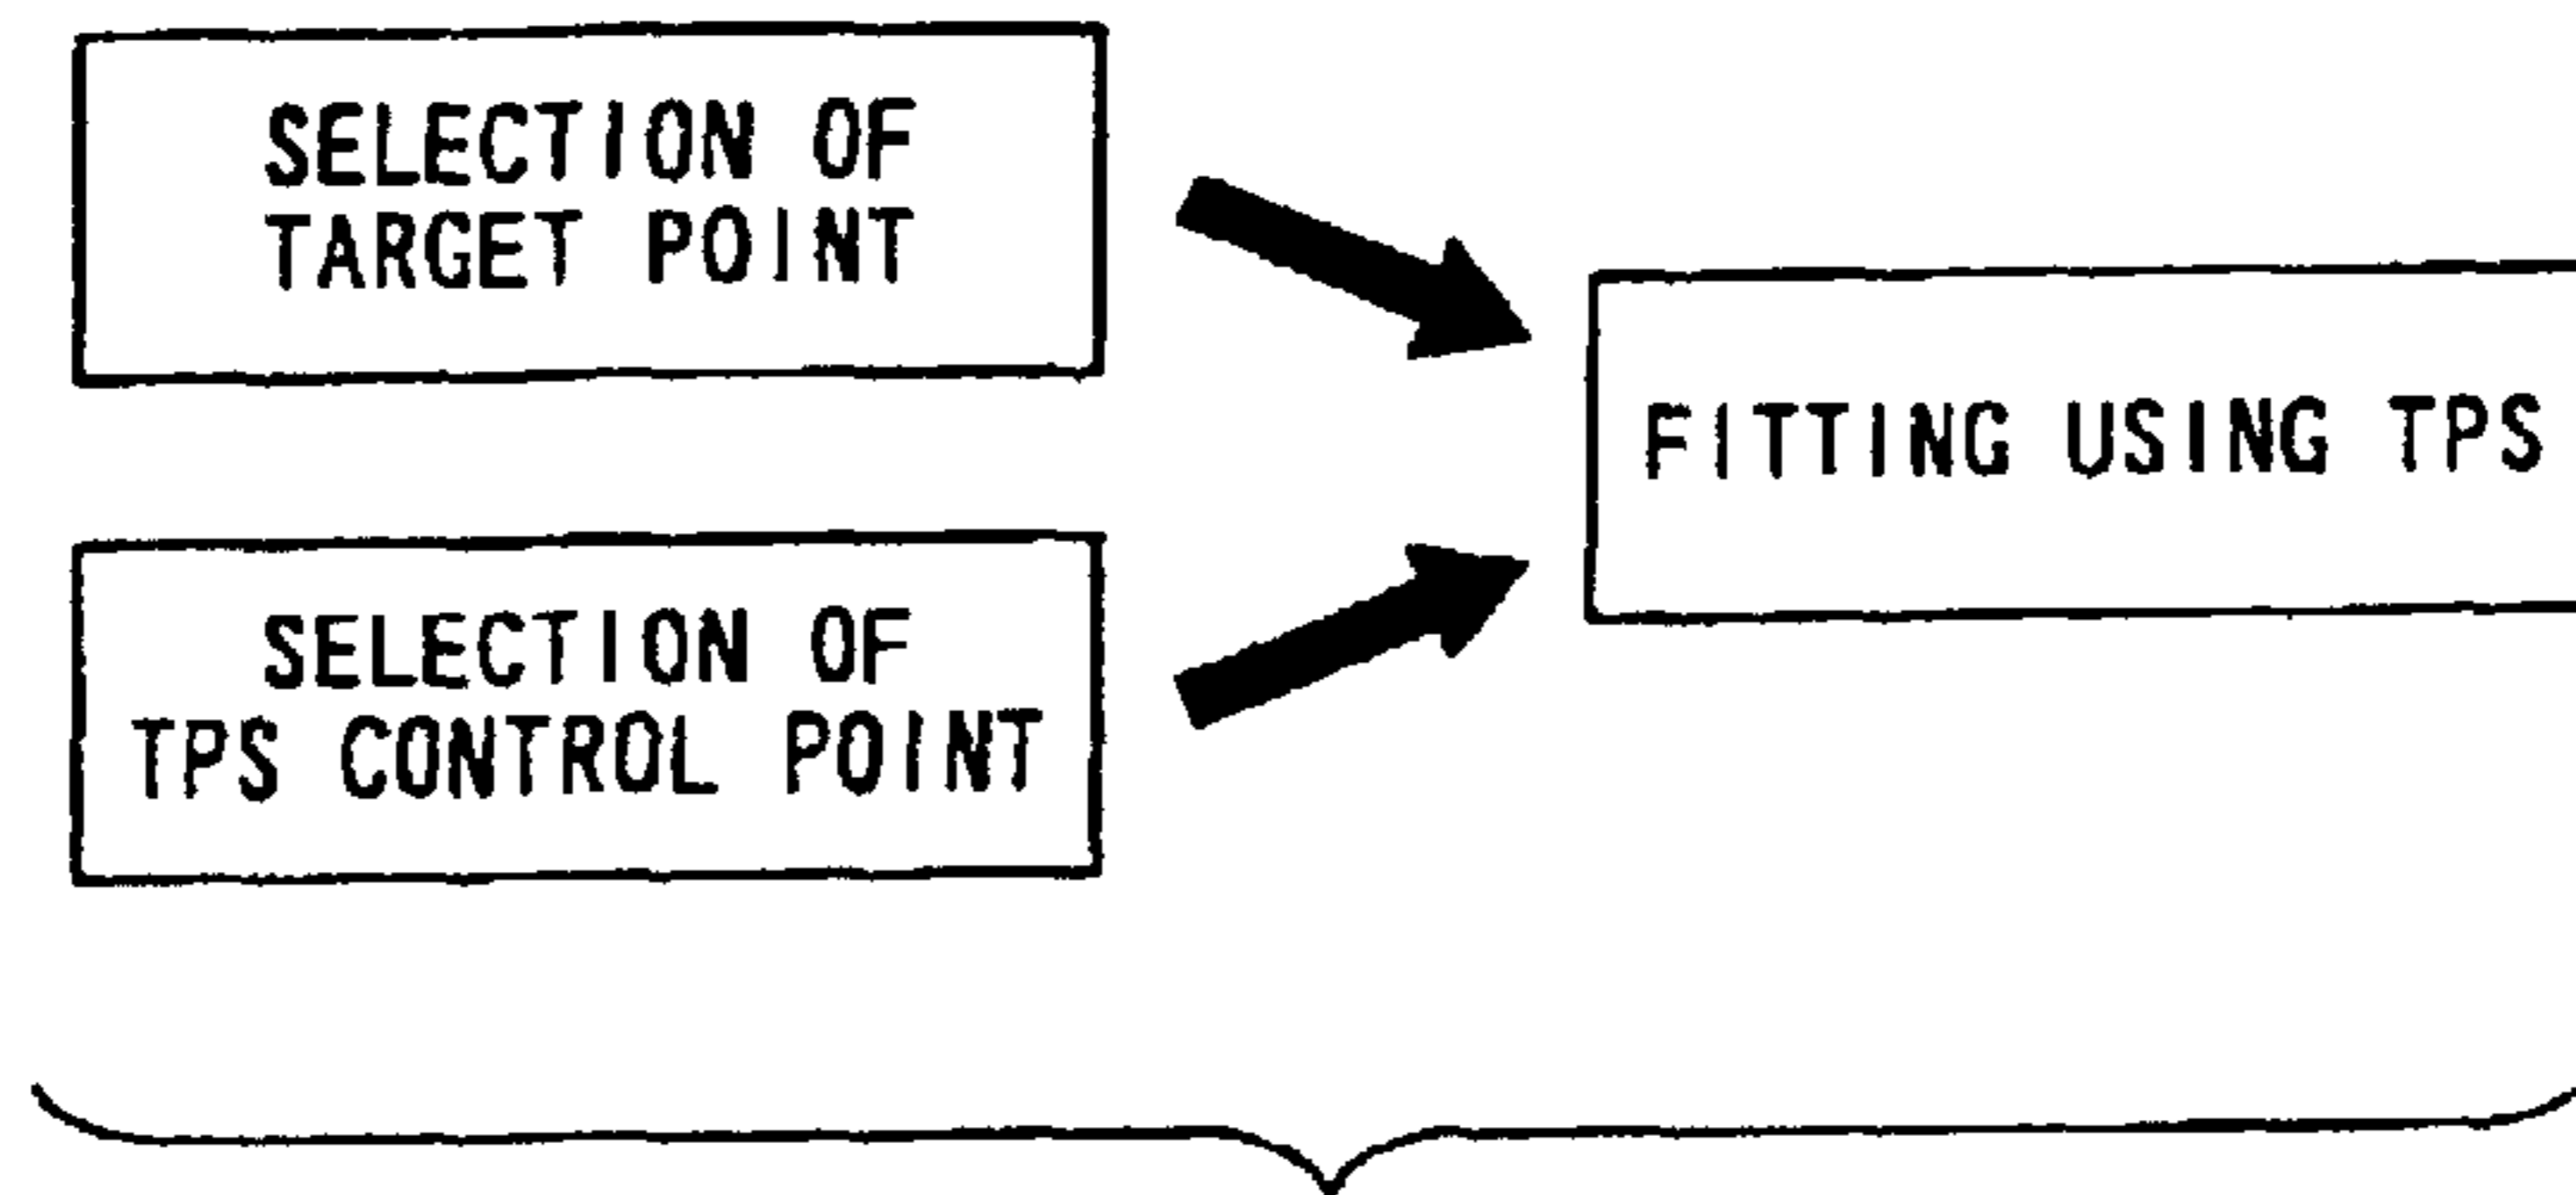 SELECTION OF
TARGET POINT
FITTING USING TPS
SELECTION OF
TPS CONTROL POINT